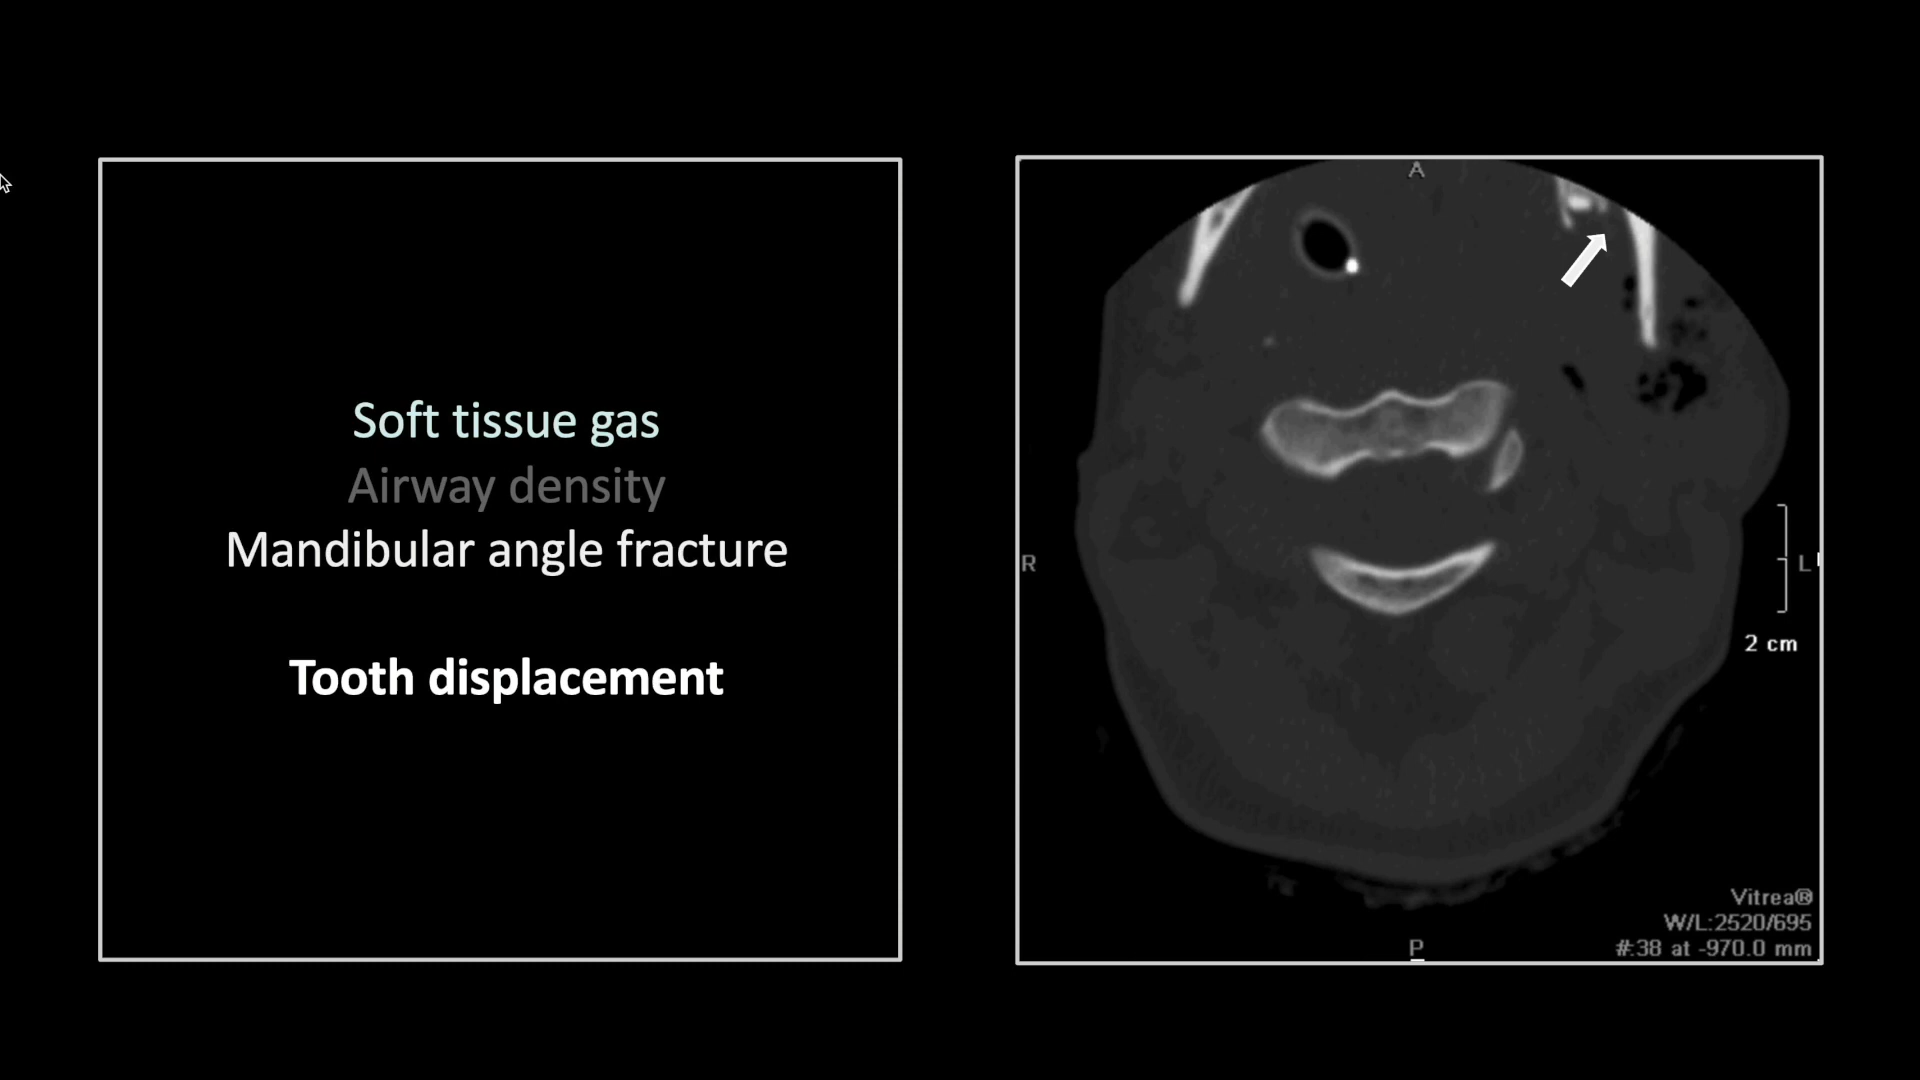 Soft tissue gas
Airway density
Mandibular angle fracture
Tooth displacement
A
R
L
2 cm
Vitrea®
W/L:2520/695
#:38 at -970.0 mm
P